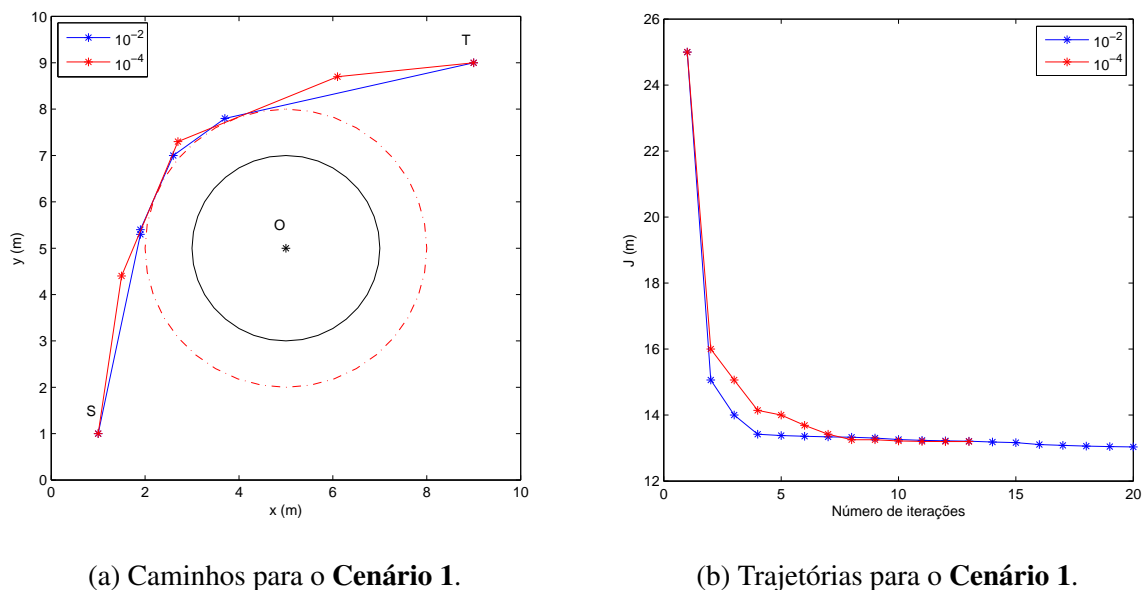 10
9
8
7
6
5
4
3
2
1
0
y (m)
0 2 4 6 8 10
x (m)
10⁻²
10⁻⁴
T
O
S
26
24
22
20
18
16
14
12
J (m)
0 5 10 15 20
Número de iterações
10⁻²
10⁻⁴
(a) Caminhos para o Cenário 1.
(b) Trajetórias para o Cenário 1.